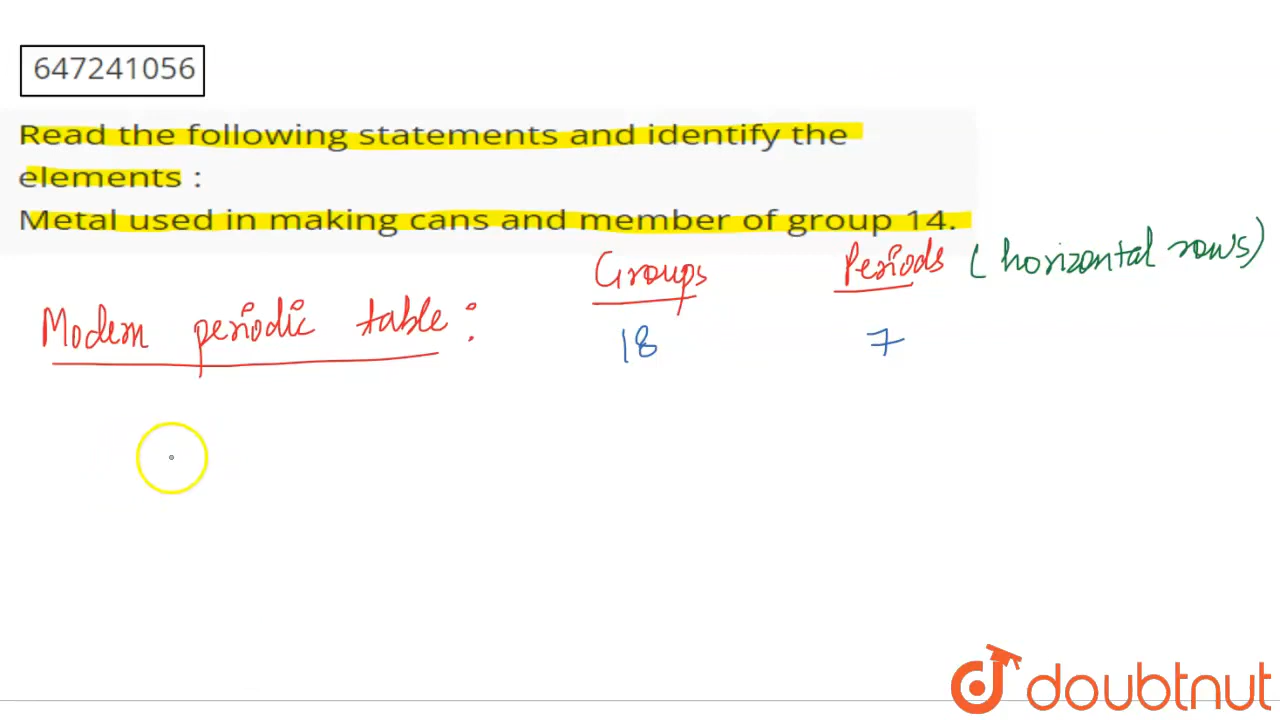 647241056
Read the following statements and identify the
elements :
Metal used in making cans and member of group 14.
Groups Periods (horizontal rows)
Modern periodic table :
18 7
doubtnut